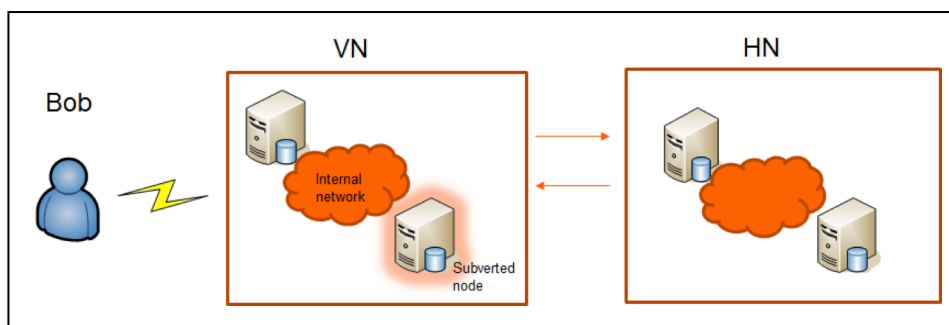 VN
HN
Bob
Internal
network
Subverted
node